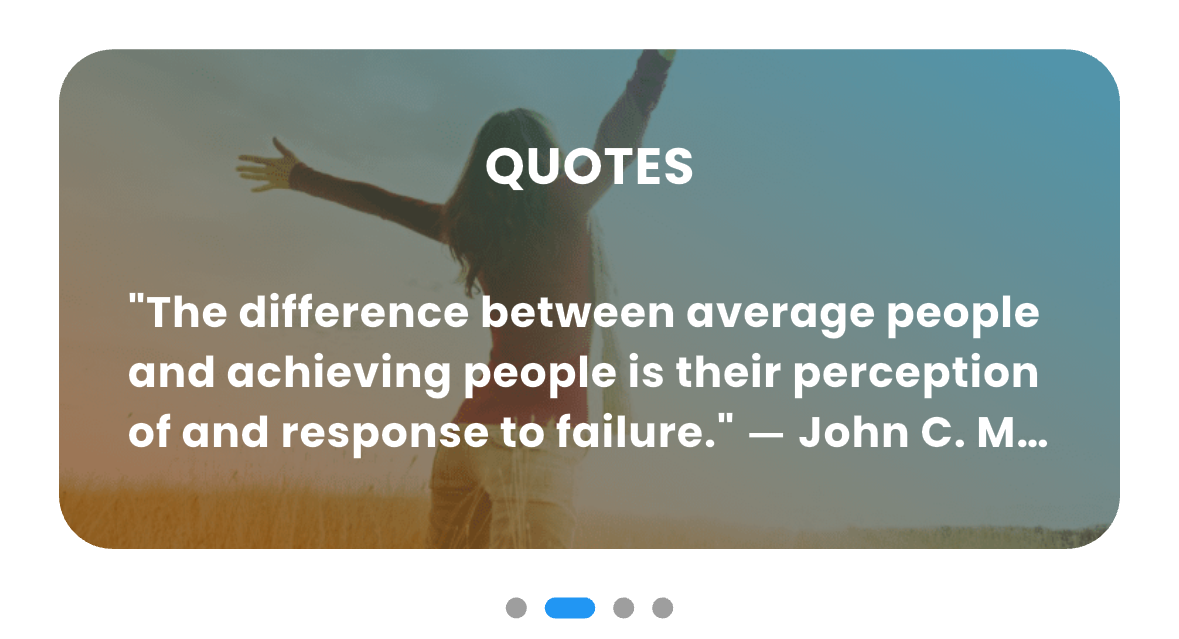 QUOTES
"The difference between average people
and achieving people is their perception
of and response to failure." — John C. M...